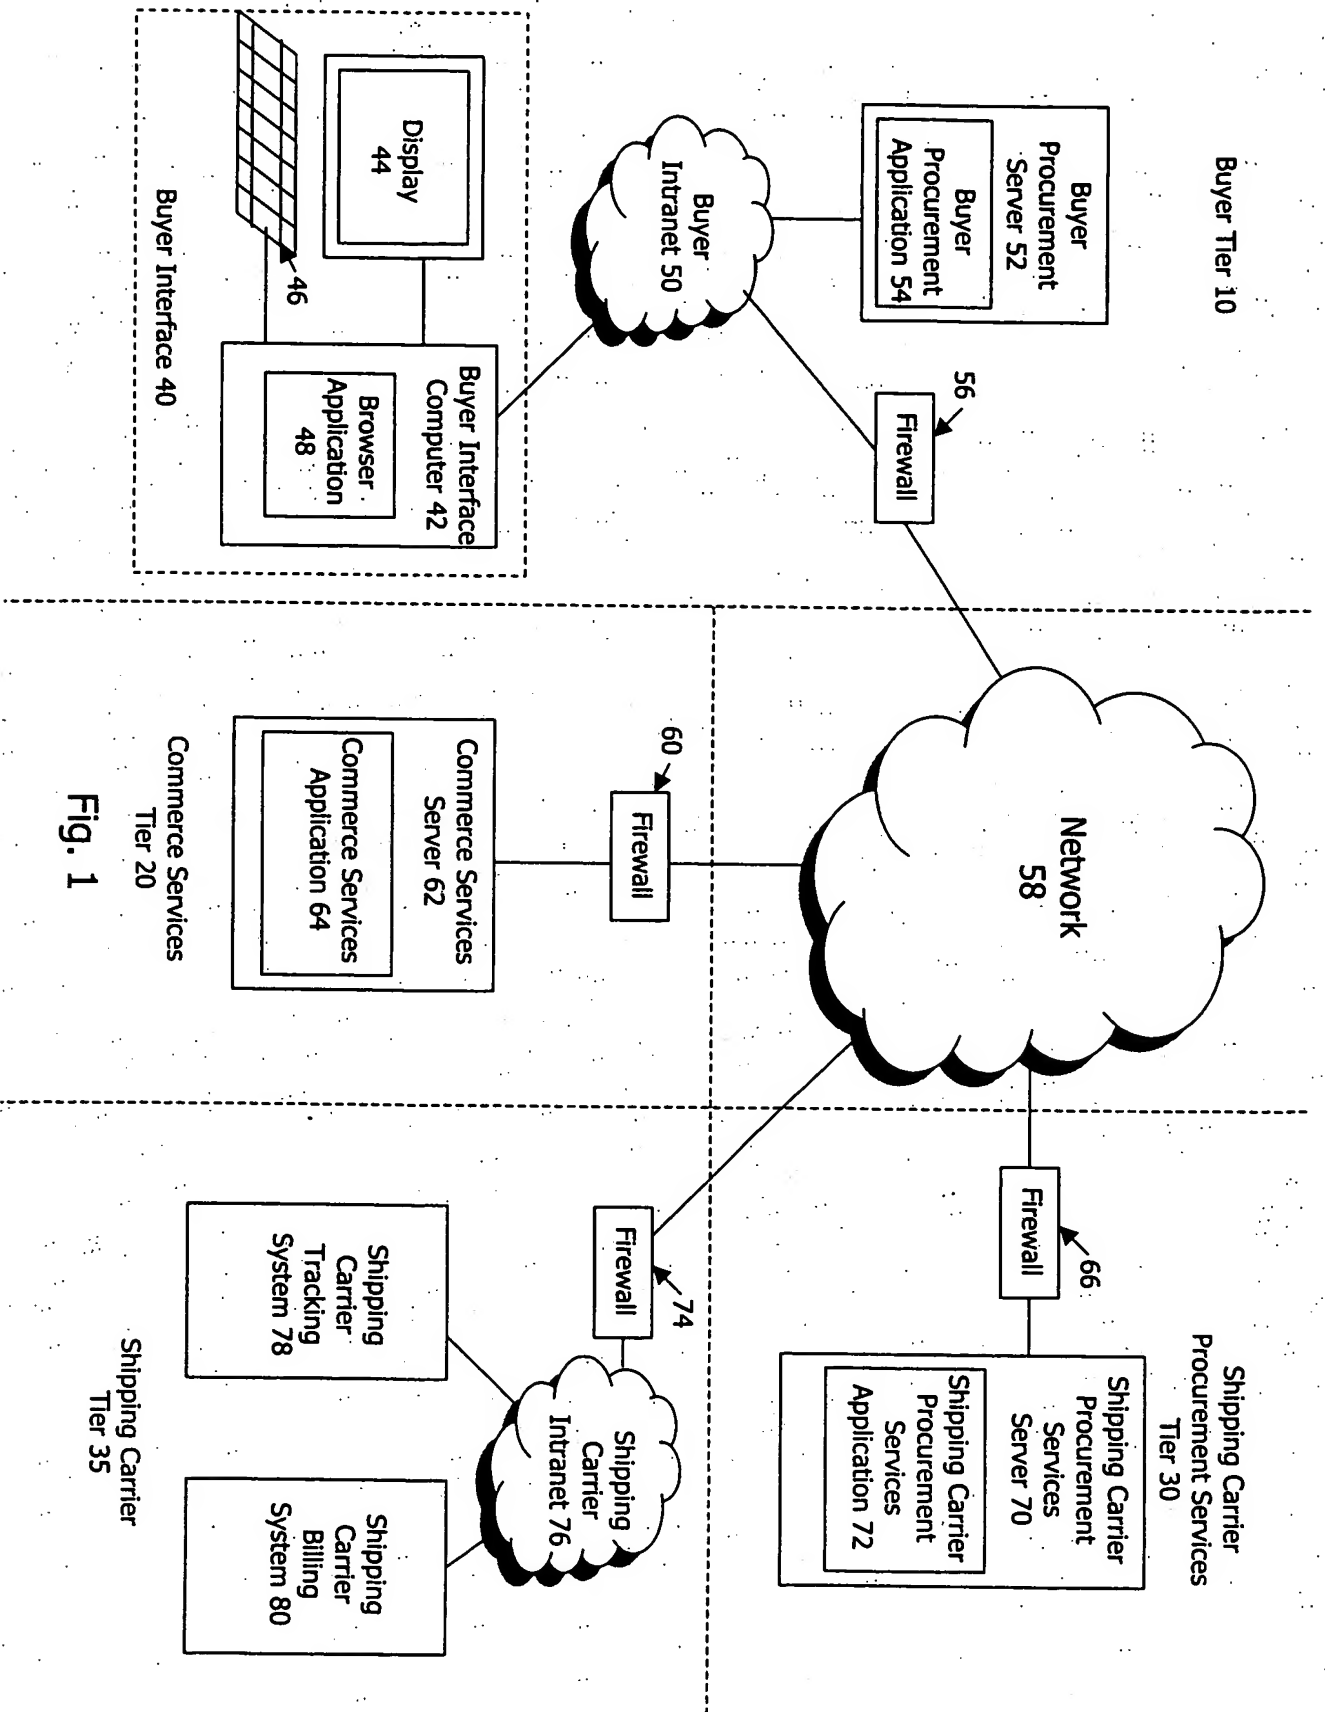 Buyer Tier 10
Buyer
Procurement
Server 52
Buyer
Procurement
Application 54
Buyer
Intranet 50
56
Firewall
Display
44
46
Buyer Interface
Computer 42
Browser
Application
48
Buyer Interface 40
Network
58
60
Firewall
Commerce Services
Server 62
Commerce Services
Application 64
Commerce Services
Tier 20
Fig. 1
Shipping Carrier
Procurement Services
Tier 30
66
Firewall
Shipping Carrier
Procurement
Services
Server 70
Shipping Carrier
Procurement
Services
Application 72
74
Firewall
Shipping
Carrier
Intranet 76
Shipping
Carrier
Tracking
System 78
Shipping
Carrier
Billing
System 80
Shipping Carrier
Tier 35